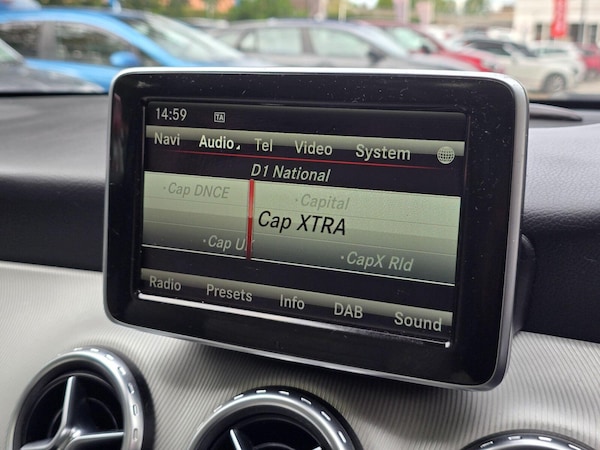 14:59 TA
Navi Audio Tel Video System
D1 National
· Cap DNCE · Capital
Cap XTRA
· Cap UK · CapX Rld
Radio Presets Info DAB Sound